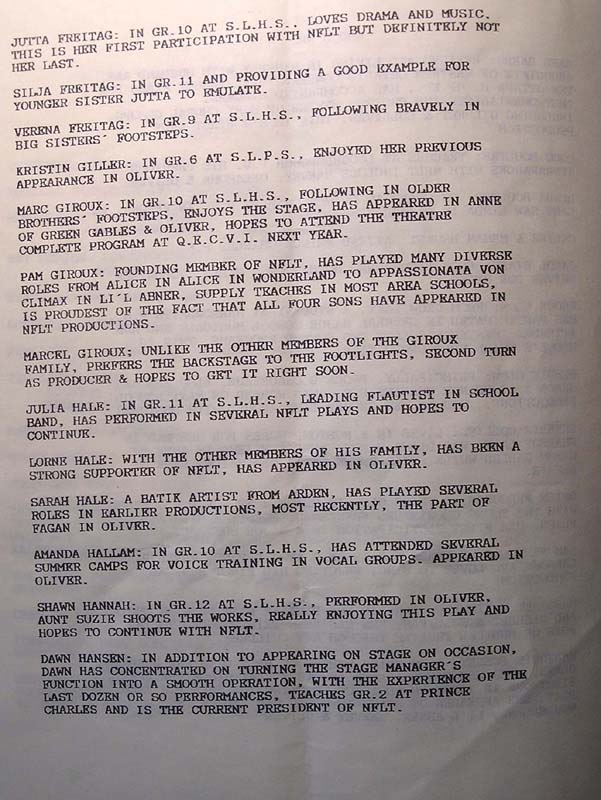 JUTTA FREITAG: IN GR.10 AT S.L.H.S., LOVES DRAMA AND MUSIC,
THIS IS HER FIRST PARTICIPATION WITH NFLT BUT DEFINITELY NOT
HER LAST.
SILJA FREITAG: IN GR.11 AND PROVIDING A GOOD EXAMPLE FOR
YOUNGER SISTER JUTTA TO EMULATE.
VERENA FREITAG: IN GR.9 AT S.L.H.S., FOLLOWING BRAVELY IN
BIG SISTERS' FOOTSTEPS.
KRISTIN GILLER: IN GR.6 AT S.L.P.S., ENJOYED HER PREVIOUS
APPEARANCE IN OLIVER.
MARC GIROUX: IN GR.10 AT S.L.H.S., FOLLOWING IN OLDER
BROTHERS' FOOTSTEPS, ENJOYS THE STAGE, HAS APPEARED IN ANNE
OF GREEN GABLES & OLIVER, HOPES TO ATTEND THE THEATRE
COMPLETE PROGRAM AT Q.E.C.V.I. NEXT YEAR.
PAM GIROUX: FOUNDING MEMBER OF NFLT, HAS PLAYED MANY DIVERSE
ROLES FROM ALICE IN ALICE IN WONDERLAND TO APPASSIONATA VON
CLIMAX IN LI'L ABNER, SUPPLY TEACHES IN MOST AREA SCHOOLS,
IS PROUDEST OF THE FACT THAT ALL FOUR SONS HAVE APPEARED IN
NFLT PRODUCTIONS.
MARCEL GIROUX; UNLIKE THE OTHER MEMBERS OF THE GIROUX
FAMILY, PREFERS THE BACKSTAGE TO THE FOOTLIGHTS, SECOND TURN
AS PRODUCER & HOPES TO GET IT RIGHT SOON.
JULIA HALE: IN GR.11 AT S.L.H.S., LEADING FLAUTIST IN SCHOOL
BAND, HAS PERFORMED IN SEVERAL NFLT PLAYS AND HOPES TO
CONTINUE.
LORNE HALE: WITH THE OTHER MEMBERS OF HIS FAMILY, HAS BEEN A
STRONG SUPPORTER OF NFLT, HAS APPEARED IN OLIVER.
SARAH HALE: A BATIK ARTIST FROM ARDEN, HAS PLAYED SEVERAL
ROLES IN EARLIER PRODUCTIONS, MOST RECENTLY, THE PART OF
FAGAN IN OLIVER.
AMANDA HALLAM: IN GR.10 AT S.L.H.S., HAS ATTENDED SEVERAL
SUMMER CAMPS FOR VOICE TRAINING IN VOCAL GROUPS. APPEARED IN
OLIVER.
SHAWN HANNAH: IN GR.12 AT S.L.H.S., PERFORMED IN OLIVER,
AUNT SUZIE SHOOTS THE WORKS, REALLY ENJOYING THIS PLAY AND
HOPES TO CONTINUE WITH NFLT.
DAWN HANSEN: IN ADDITION TO APPEARING ON STAGE ON OCCASION,
DAWN HAS CONCENTRATED ON TURNING THE STAGE MANAGER'S
FUNCTION INTO A SMOOTH OPERATION, WITH THE EXPERIENCE OF THE
LAST DOZEN OR SO PERFORMANCES, TEACHES GR.2 AT PRINCE
CHARLES AND IS THE CURRENT PRESIDENT OF NFLT.